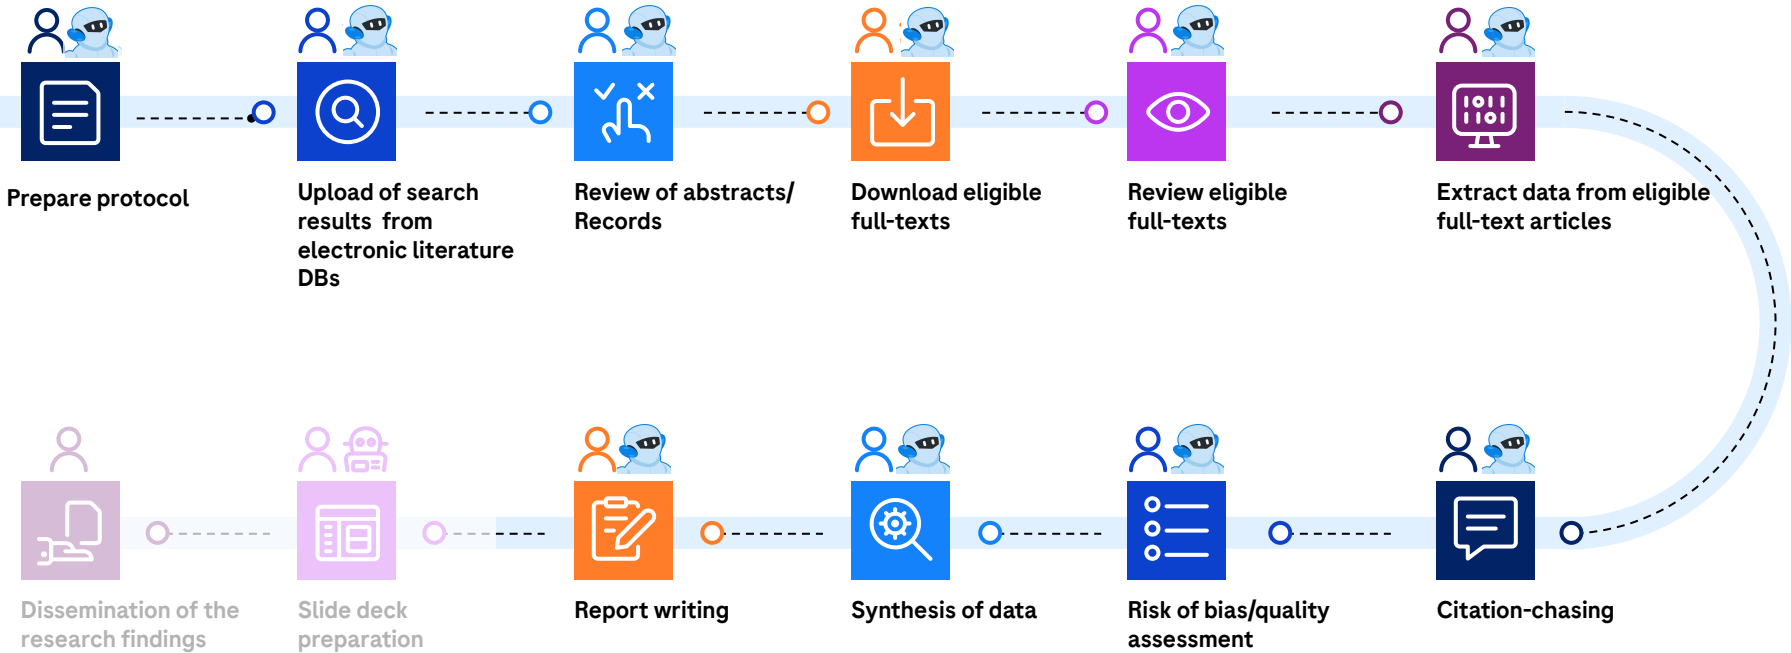 Prepare protocol
Upload of search
results from
electronic literature
DBs
Review of abstracts/
Records
Download eligible
full-texts
Review eligible
full-texts
Extract data from eligible
full-text articles
Dissemination of the
research findings
Slide deck
preparation
Report writing
Synthesis of data
Risk of bias/quality
assessment
Citation-chasing